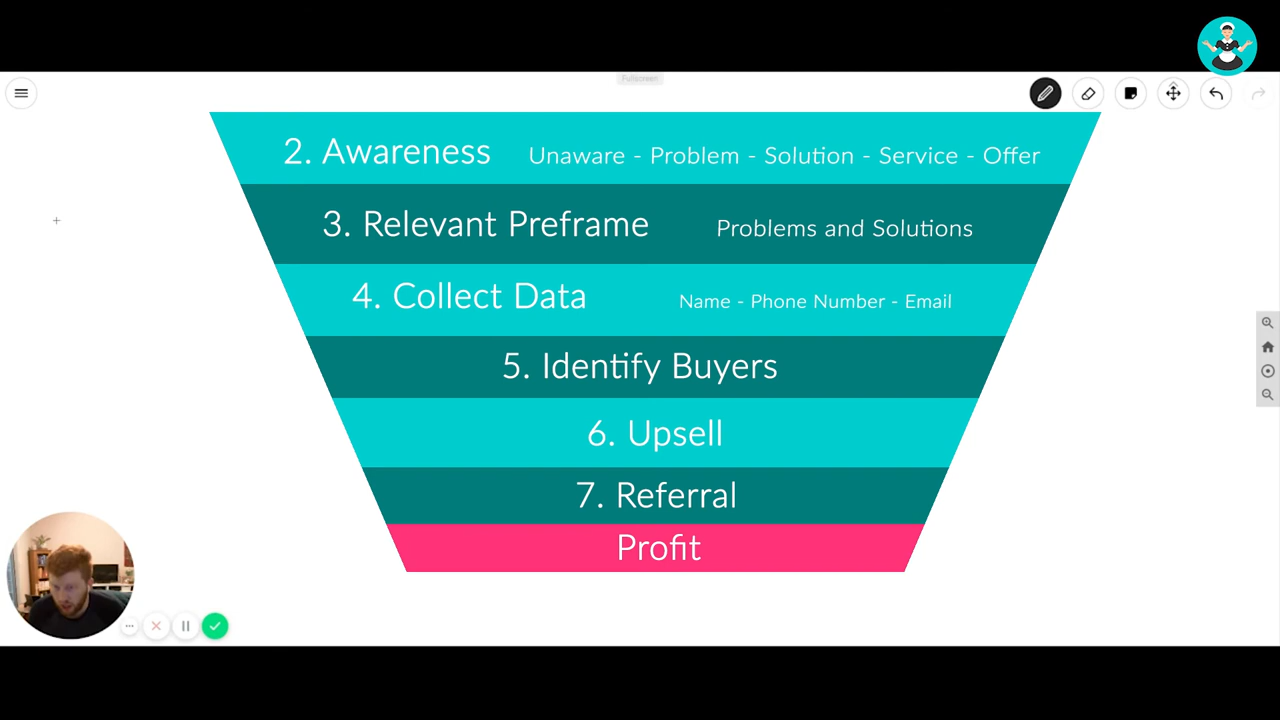 Fullscreen
2. Awareness Unaware - Problem - Solution - Service - Offer
3. Relevant Preframe Problems and Solutions
4. Collect Data Name - Phone Number - Email
5. Identify Buyers
6. Upsell
7. Referral
Profit